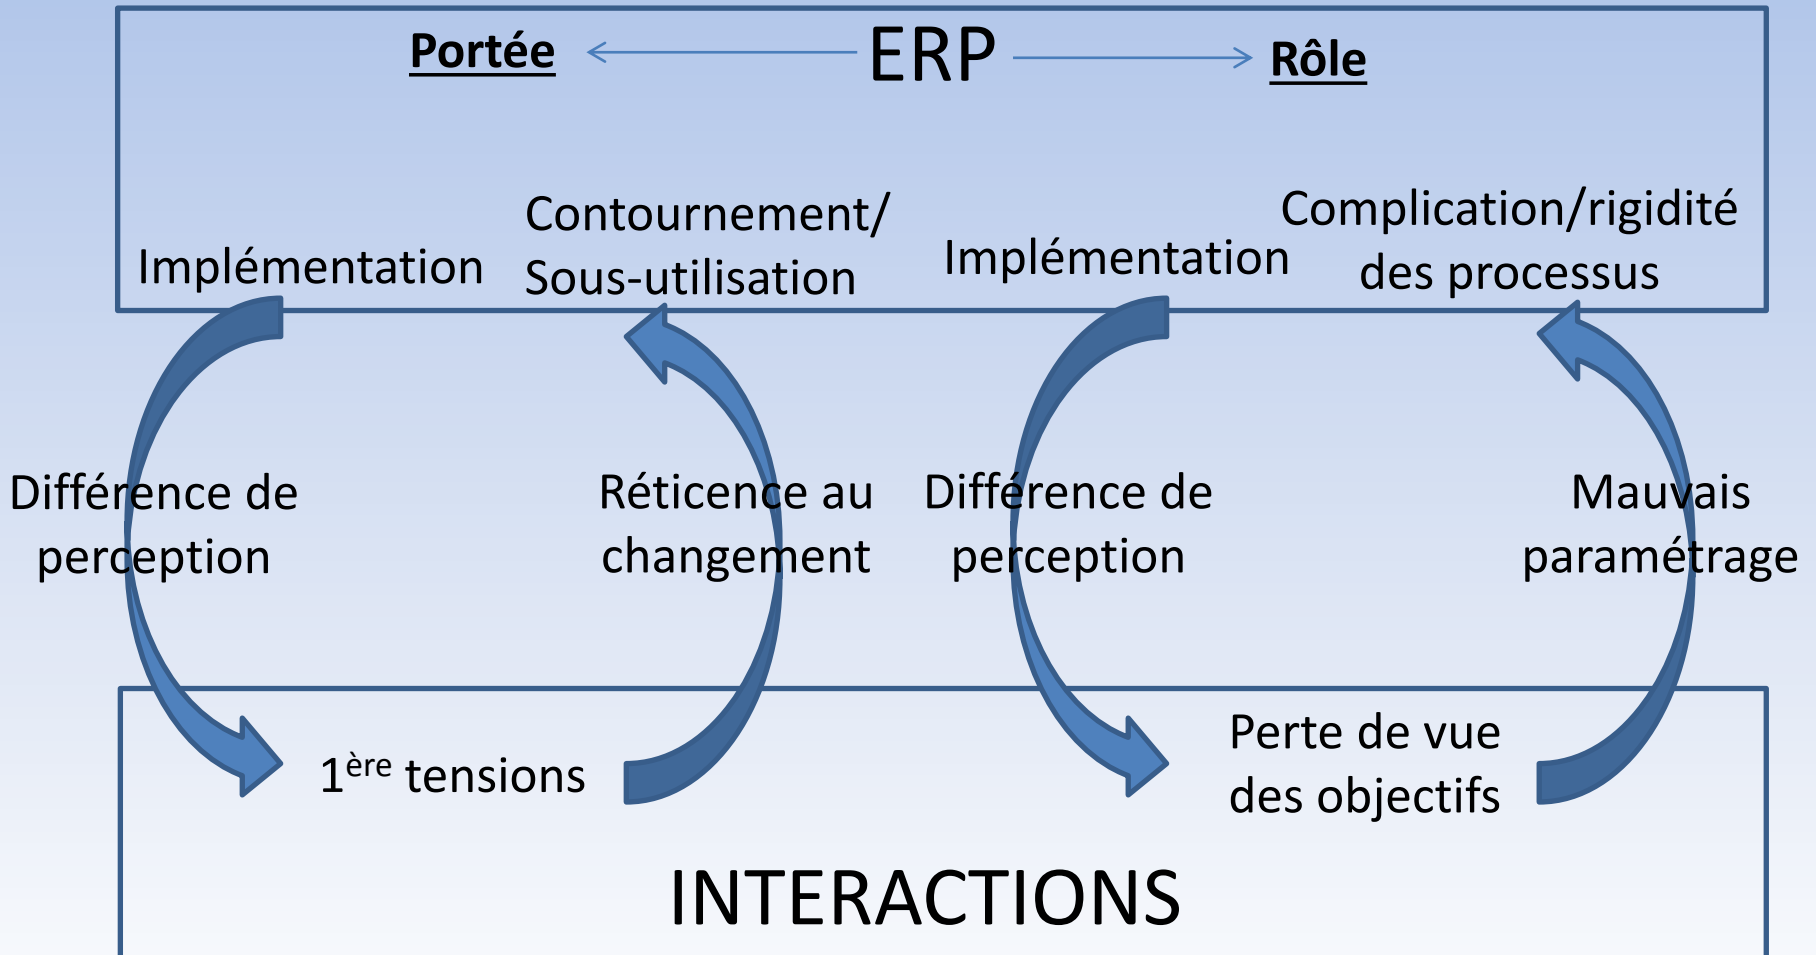 Portée
ERP
Rôle
Implémentation
Contournement/
Sous-utilisation
Implémentation
Complication/rigidité
des processus
Différence de
perception
Réticence au
changement
Différence de
perception
Mauvais
paramétrage
1ère tensions
Perte de vue
des objectifs
INTERACTIONS